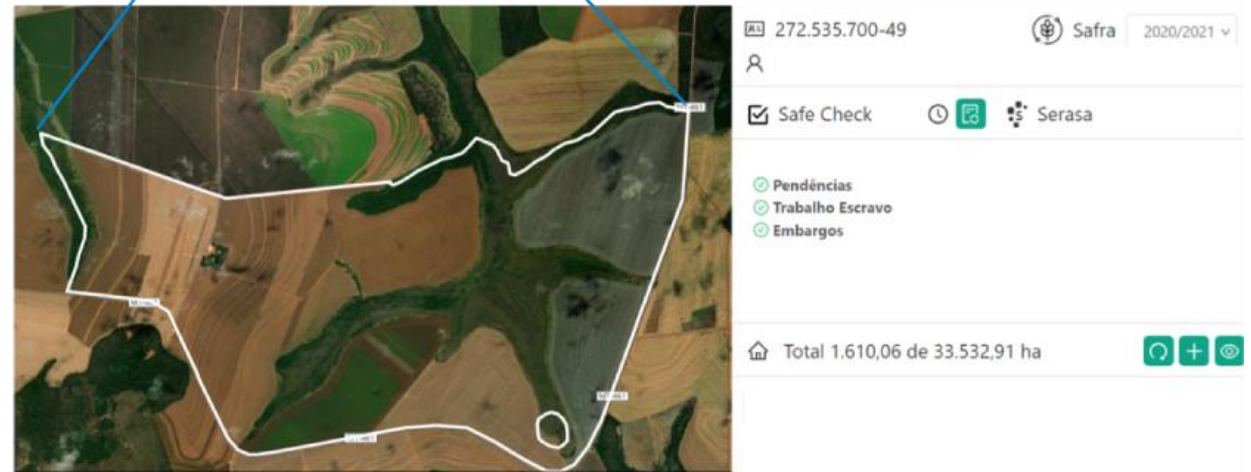 272.535.700-49
Safra
2020/2021
Safe Check
Serasa
Pendências
Trabalho Escravo
Embargos
Total 1.610,06 de 33.532,91 ha